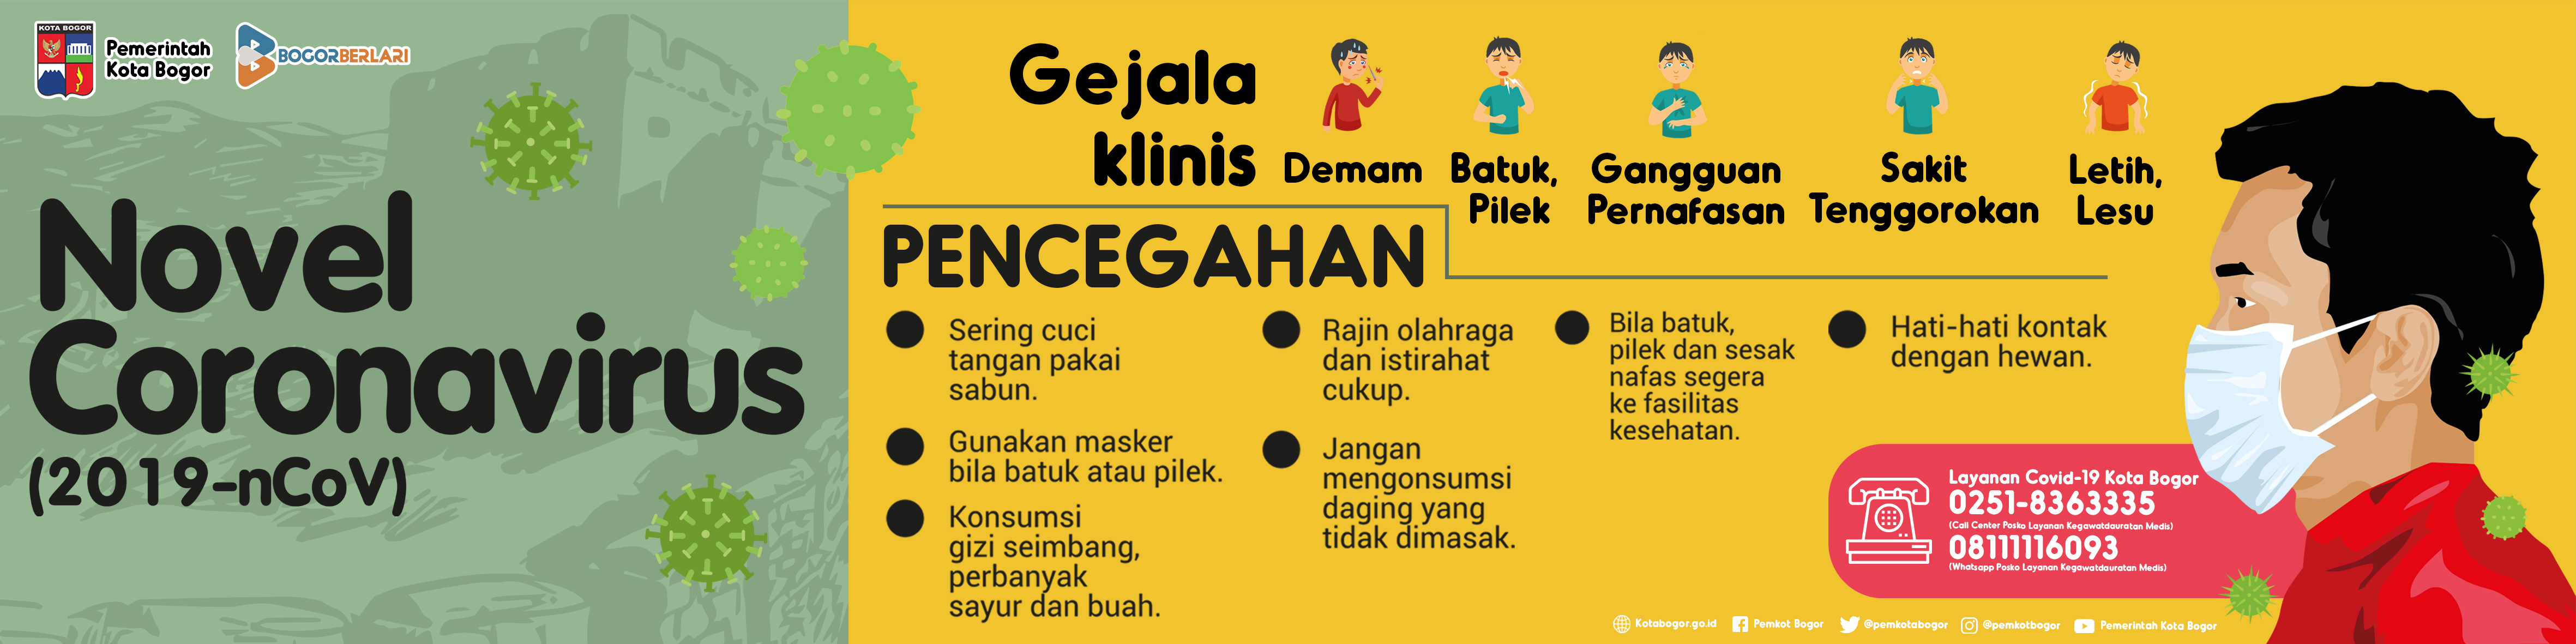 KOTA BOGOR
Pemerintah
Kota Bogor
BOGORBERLARI
Novel
Coronavirus
(2019-nCoV)
Gejala
klinis
Demam
Batuk,
Pilek
Gangguan
Pernafasan
Sakit
Tenggorokan
Letih,
Lesu
PENCEGAHAN
Sering cuci
tangan pakai
sabun.
Gunakan masker
bila batuk atau pilek.
Konsumsi
gizi seimbang,
perbanyak
sayur dan buah.
Rajin olahraga
dan istirahat
cukup.
Jangan
mengonsumsi
daging yang
tidak dimasak.
Bila batuk,
pilek dan sesak
nafas segera
ke fasilitas
kesehatan.
Hati-hati kontak
dengan hewan.
Layanan Covid-19 Kota Bogor
0251-8363335
(Call Center Posko Layanan Kegawatdauratan Medis)
08111116093
(Whatsapp Posko Layanan Kegawatdauratan Medis)
Kotabogor.go.id
Pemkot Bogor
@pemkotabogor
@pemkotbogor
Pemerintah Kota Bogor